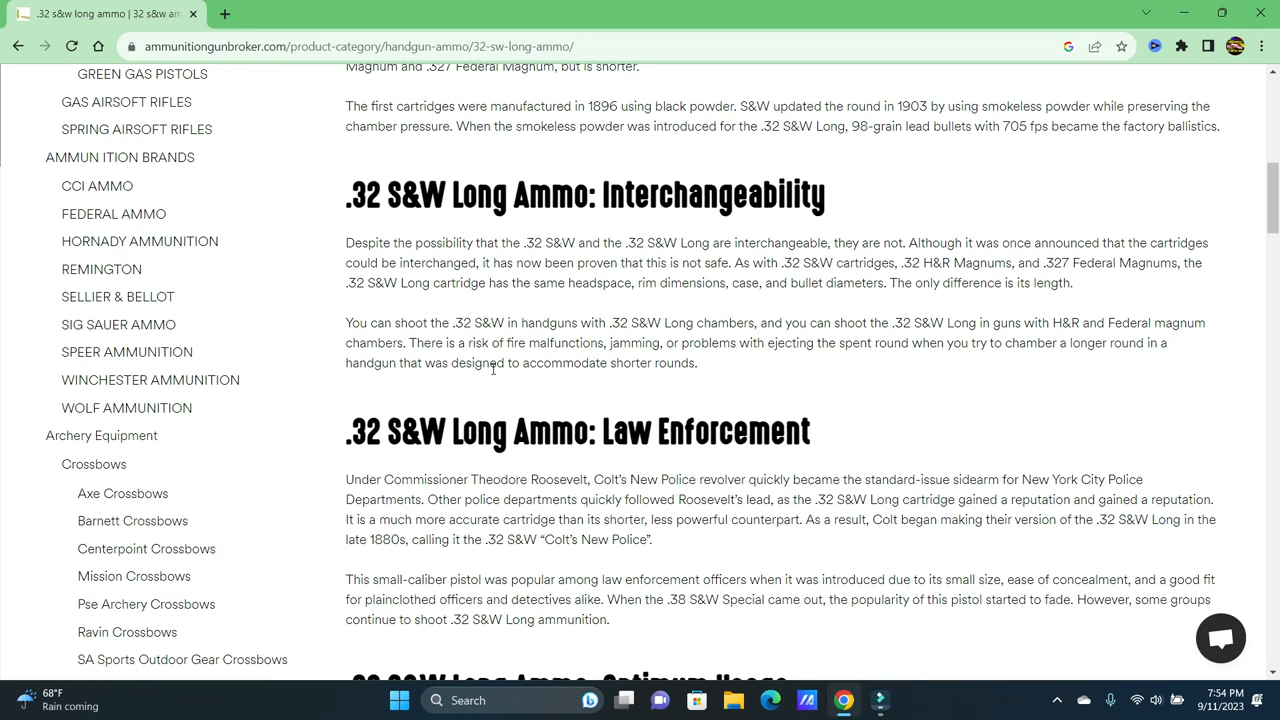 .32 s&w long ammo | 32 s&w am
ammunitiongunbroker.com/product-category/handgun-ammo/32-sw-long-ammo/
GREEN GAS PISTOLS
GAS AIRSOFT RIFLES
SPRING AIRSOFT RIFLES
AMMUN ITION BRANDS
CCI AMMO
FEDERAL AMMO
HORNADY AMMUNITION
REMINGTON
SELLIER & BELLOT
SIG SAUER AMMO
SPEER AMMUNITION
WINCHESTER AMMUNITION
WOLF AMMUNITION
Archery Equipment
Crossbows
Axe Crossbows
Barnett Crossbows
Centerpoint Crossbows
Mission Crossbows
Pse Archery Crossbows
Ravin Crossbows
SA Sports Outdoor Gear Crossbows
Magnum and .327 Federal Magnum, but is shorter.
The first cartridges were manufactured in 1896 using black powder. S&W updated the round in 1903 by using smokeless powder while preserving the
chamber pressure. When the smokeless powder was introduced for the .32 S&W Long, 98-grain lead bullets with 705 fps became the factory ballistics.
.32 S&W Long Ammo: Interchangeability
Despite the possibility that the .32 S&W and the .32 S&W Long are interchangeable, they are not. Although it was once announced that the cartridges
could be interchanged, it has now been proven that this is not safe. As with .32 S&W cartridges, .32 H&R Magnums, and .327 Federal Magnums, the
.32 S&W Long cartridge has the same headspace, rim dimensions, case, and bullet diameters. The only difference is its length.
You can shoot the .32 S&W in handguns with .32 S&W Long chambers, and you can shoot the .32 S&W Long in guns with H&R and Federal magnum
chambers. There is a risk of fire malfunctions, jamming, or problems with ejecting the spent round when you try to chamber a longer round in a
handgun that was designed to accommodate shorter rounds.
.32 S&W Long Ammo: Law Enforcement
Under Commissioner Theodore Roosevelt, Colt's New Police revolver quickly became the standard-issue sidearm for New York City Police
Departments. Other police departments quickly followed Roosevelt's lead, as the .32 S&W Long cartridge gained a reputation and gained a reputation.
It is a much more accurate cartridge than its shorter, less powerful counterpart. As a result, Colt began making their version of the .32 S&W Long in the
late 1880s, calling it the .32 S&W “Colt's New Police”.
This small-caliber pistol was popular among law enforcement officers when it was introduced due to its small size, ease of concealment, and a good fit
for plainclothed officers and detectives alike. When the .38 S&W Special came out, the popularity of this pistol started to fade. However, some groups
continue to shoot .32 S&W Long ammunition.
68°F
Rain coming
Search
7:54 PM
9/11/2023